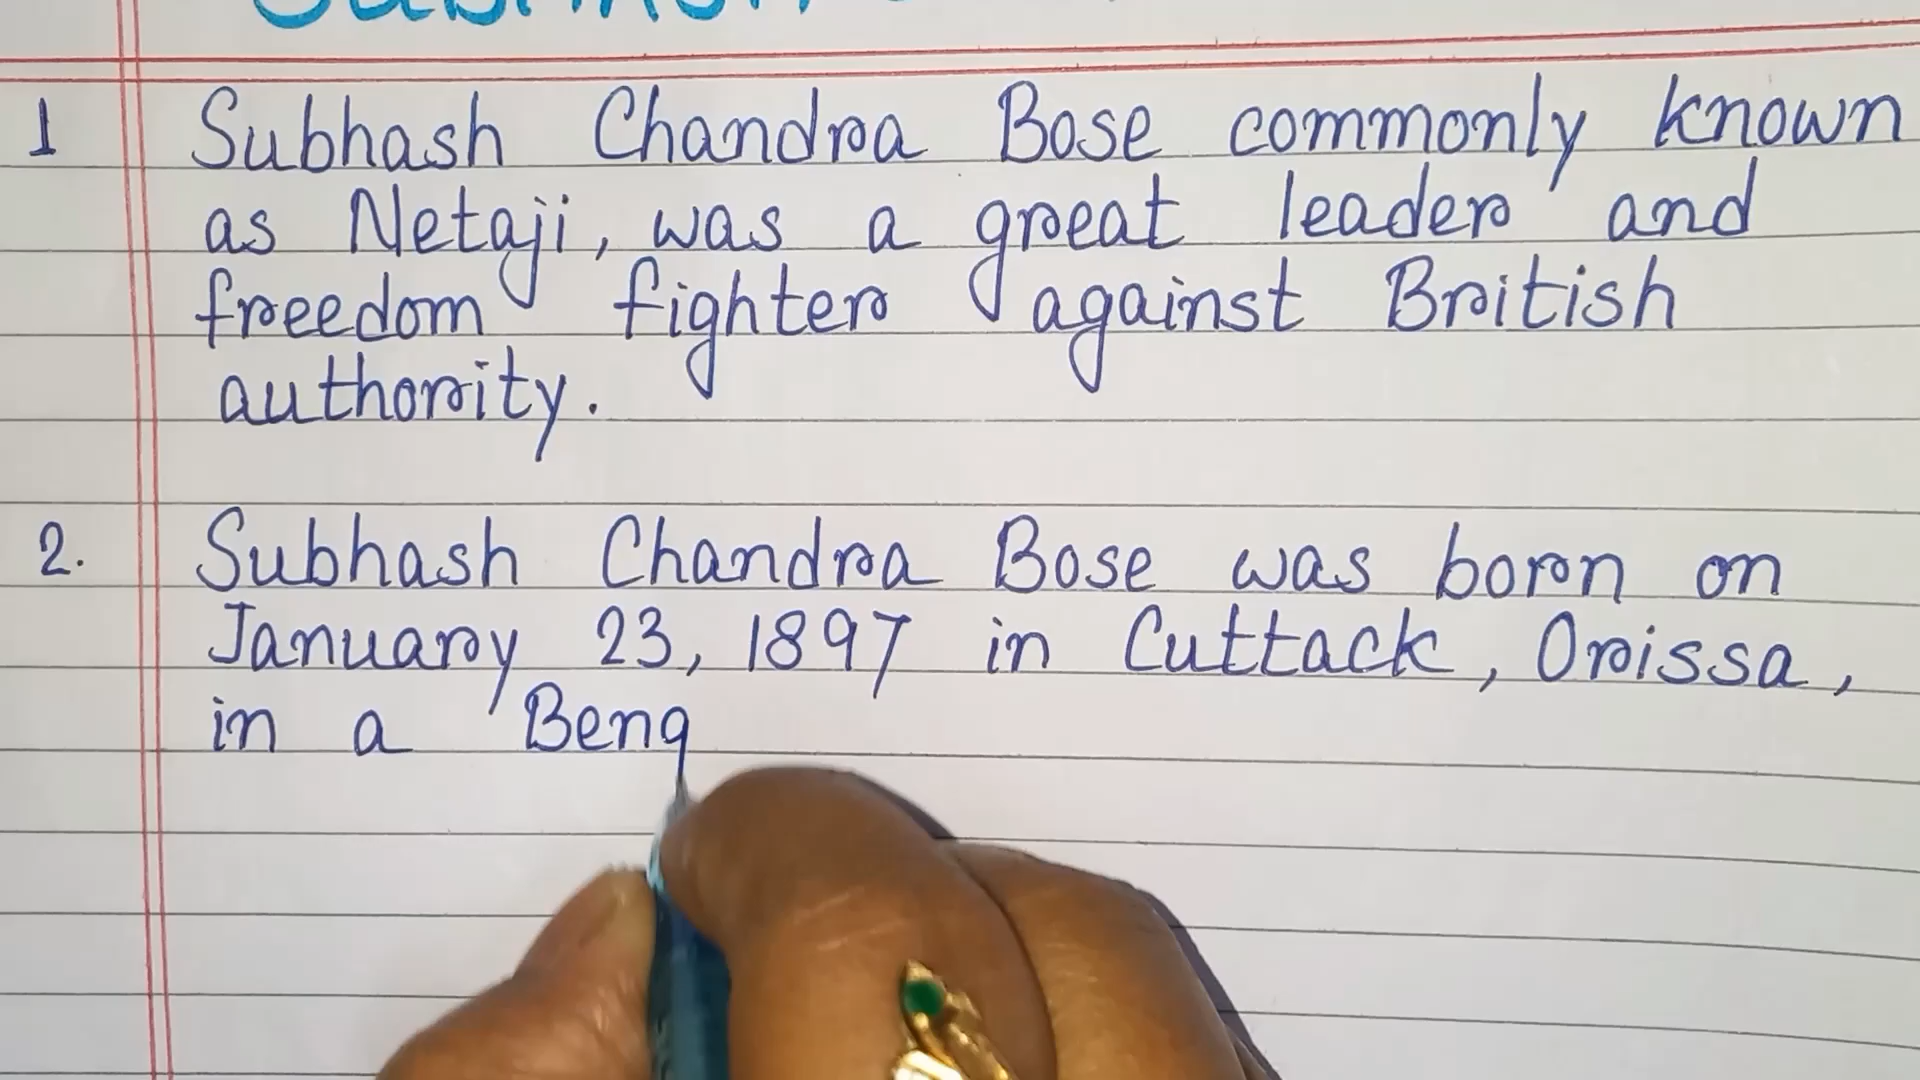 SUBHASH
1 Subhash Chandra Bose commonly known
as Netaji, was a great leader and
freedom fighter against British
authority.
2. Subhash Chandra Bose was born on
January 23, 1897 in Cuttack, Orissa,
in a Beng